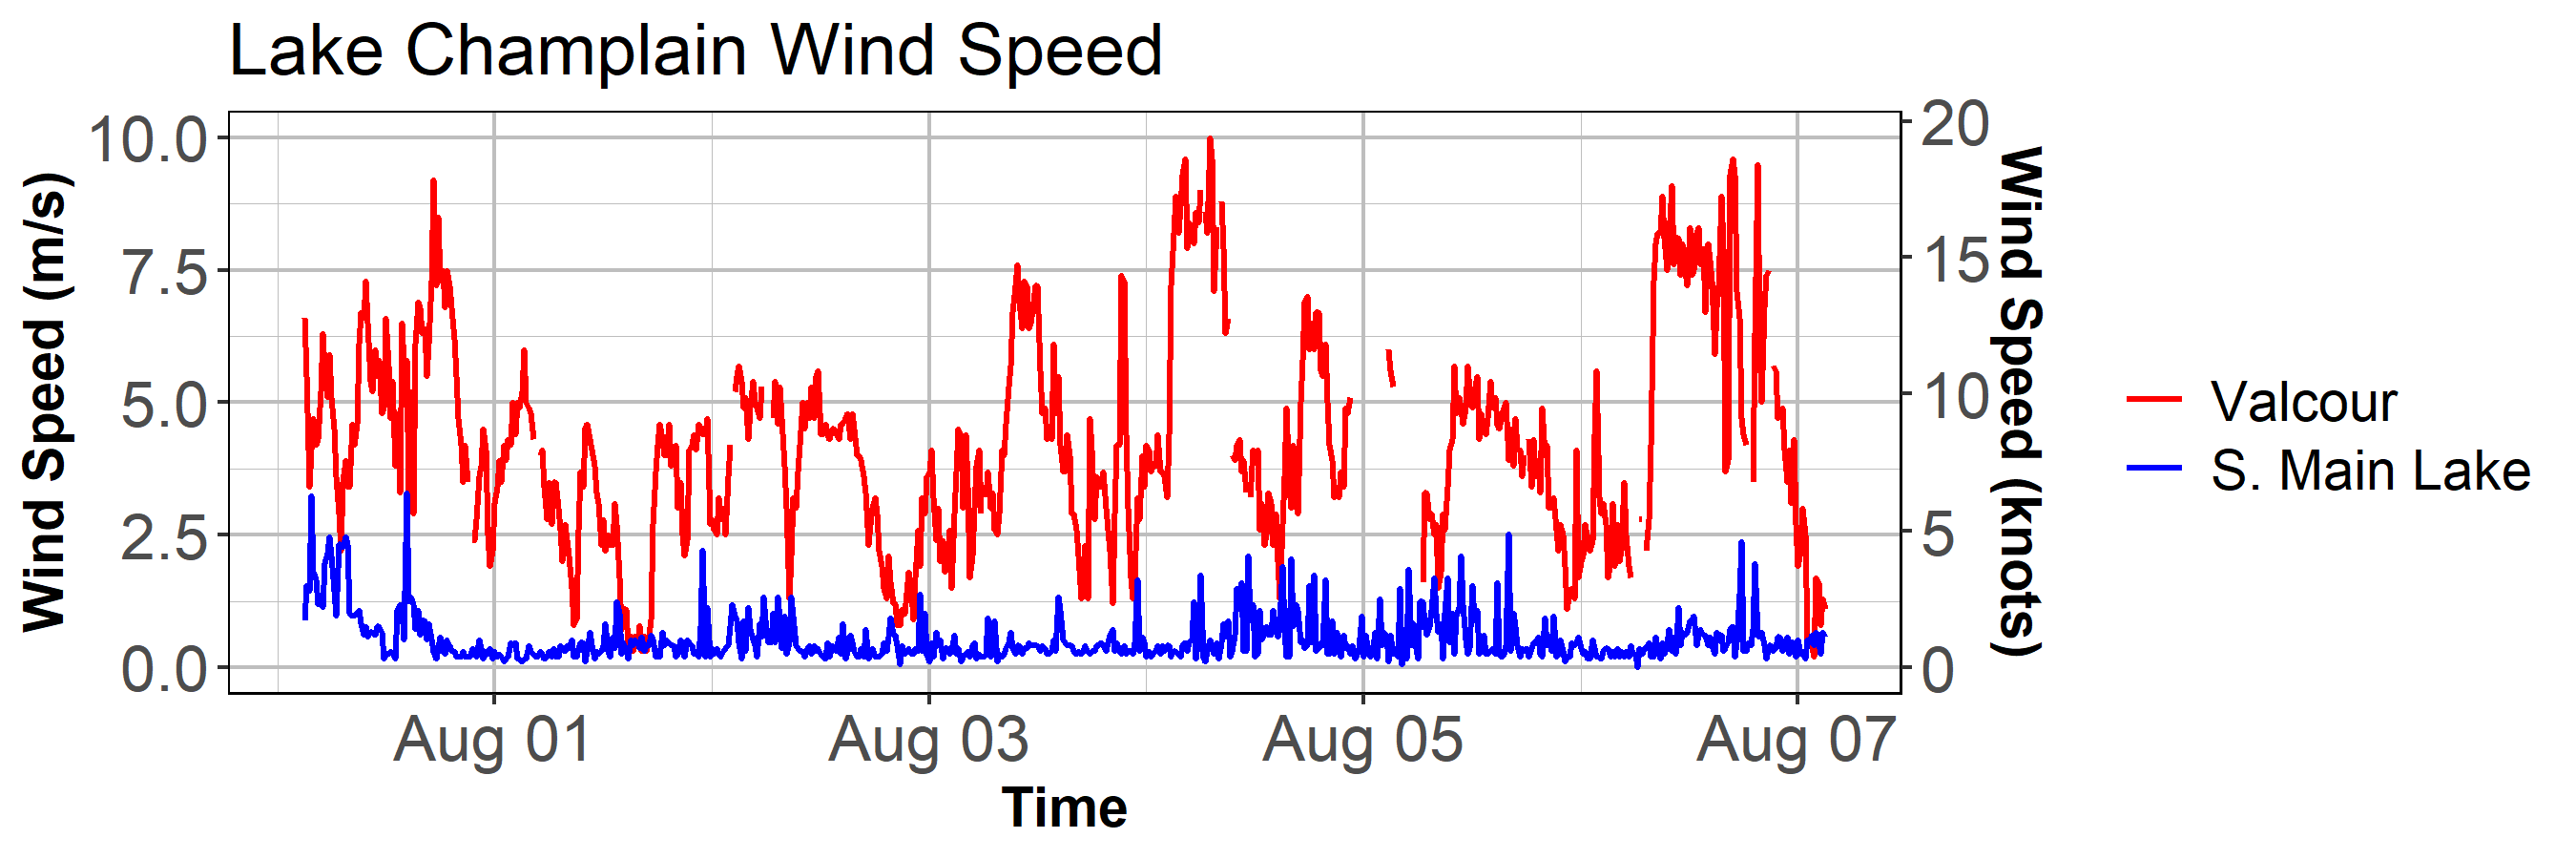 Lake Champlain Wind Speed
Wind Speed (m/s)
10.0
7.5
5.0
2.5
0.0
20
15
10
5
0
Wind Speed (knots)
Aug 01
Aug 03
Aug 05
Aug 07
Time
Valcour
S. Main Lake